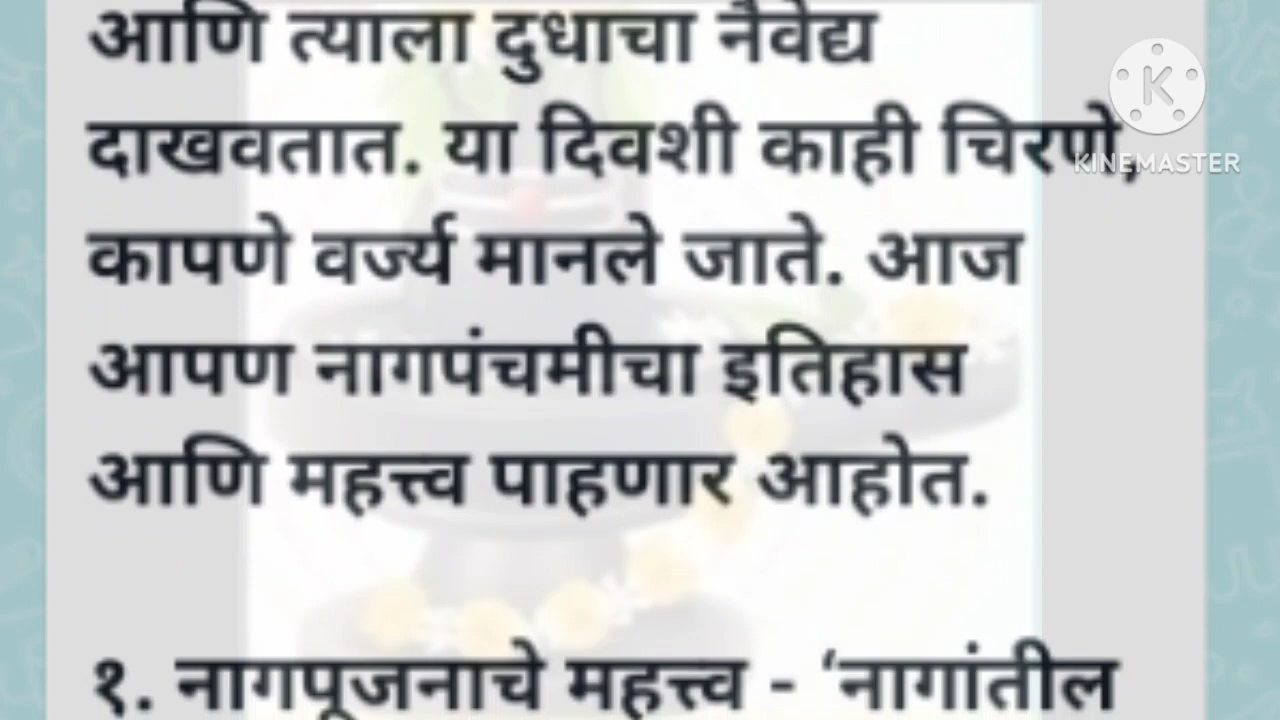 आणि त्याला दुधाचा नैवेद्य
दाखवतात. या दिवशी काही चिरणे,
KINEMASTER
कापणे वर्ज्य मानले जाते. आज
आपण नागपंचमीचा इतिहास
आणि महत्त्व पाहणार आहोत.
१. नागपूजनाचे महत्त्व - ‘नागांतील